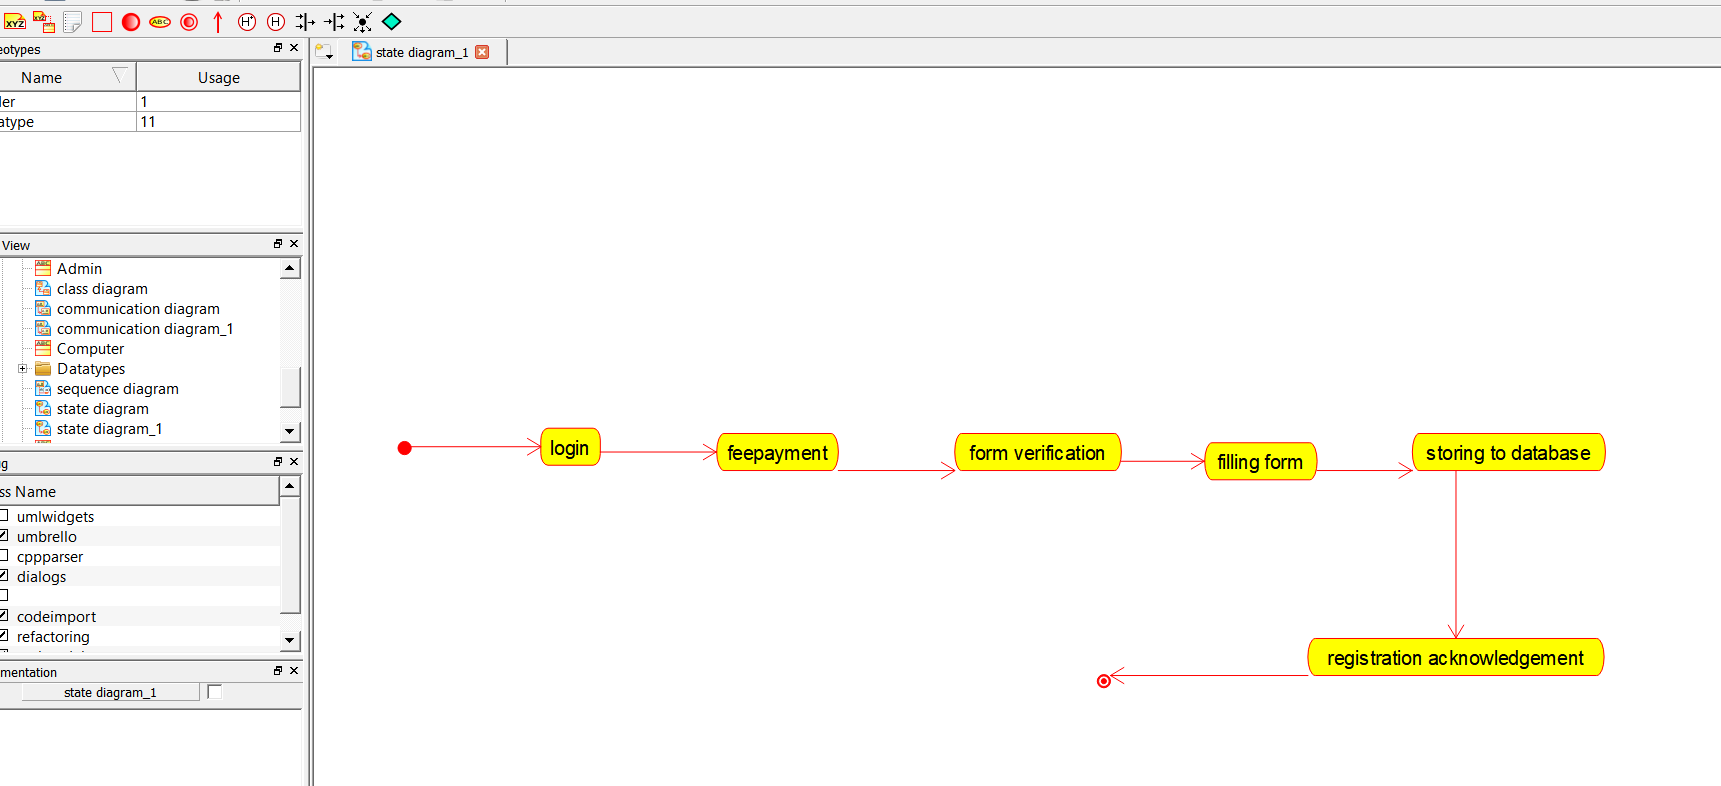 XYZ
ABC
H*
H
eotypes
state diagram_1
Name
Usage
ler
1
atype
11
View
Admin
class diagram
communication diagram
communication diagram_1
Computer
Datatypes
sequence diagram
state diagram
state diagram_1
g
ss Name
umlwidgets
umbrello
cppparser
dialogs
codeimport
refactoring
mentation
state diagram_1
login
feepayment
form verification
filling form
storing to database
registration acknowledgement